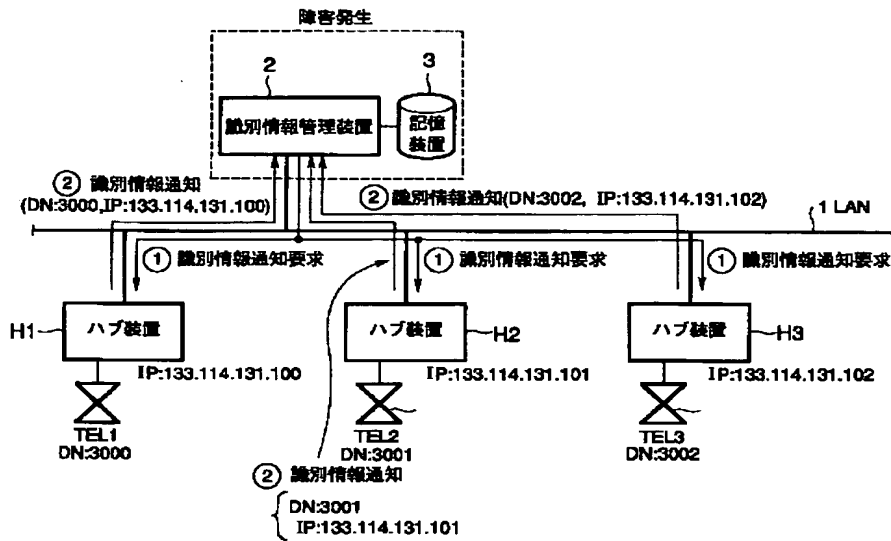 障害発生
2
3
識別情報管理装置
記憶
装置
② 識別情報通知
(DN:3000,IP:133.114.131.100)
② 識別情報通知(DN:3002, IP:133.114.131.102)
1 LAN
① 識別情報通知要求
① 識別情報通知要求
① 識別情報通知要求
H1
ハブ装置
ハブ装置
H2
ハブ装置
H3
IP:133.114.131.100
IP:133.114.131.101
IP:133.114.131.102
TEL1
DN:3000
TEL2
DN:3001
TEL3
DN:3002
② 識別情報通知
DN:3001
IP:133.114.131.101